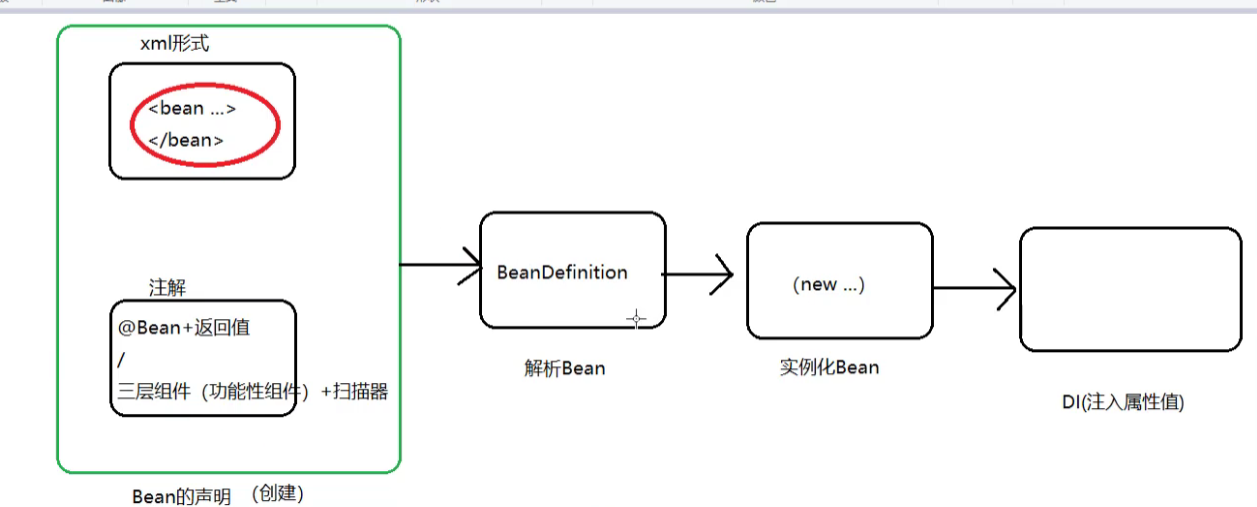 xml形式
<bean ...>
</bean>
注解
@Bean+返回值
/
三层组件（功能性组件）+扫描器
Bean的声明 （创建）
BeanDefinition
解析Bean
（new ...）
实例化Bean
DI(注入属性值)